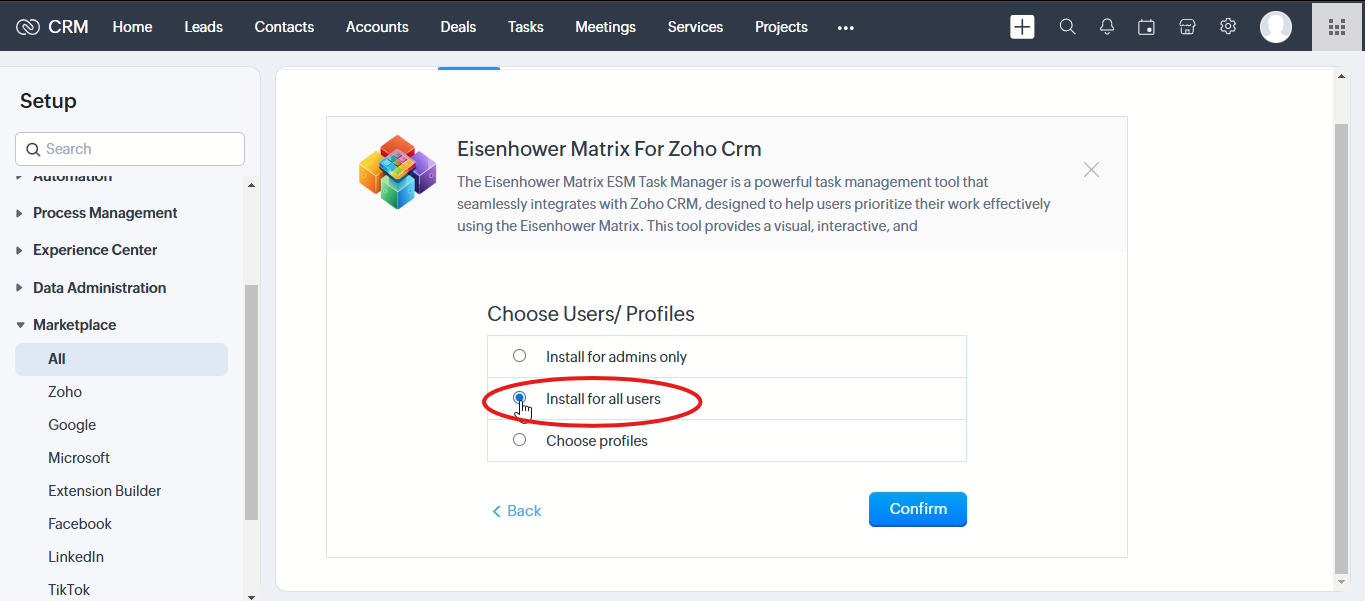 CRM Home Leads Contacts Accounts Deals Tasks Meetings Services Projects
Setup
Search
Automation
Process Management
Experience Center
Data Administration
Marketplace
All
Zoho
Google
Microsoft
Extension Builder
Facebook
LinkedIn
TikTok
Eisenhower Matrix For Zoho Crm
The Eisenhower Matrix ESM Task Manager is a powerful task management tool that
seamlessly integrates with Zoho CRM, designed to help users prioritize their work effectively
using the Eisenhower Matrix. This tool provides a visual, interactive, and
Choose Users/ Profiles
Install for admins only
Install for all users
Choose profiles
Back
Confirm